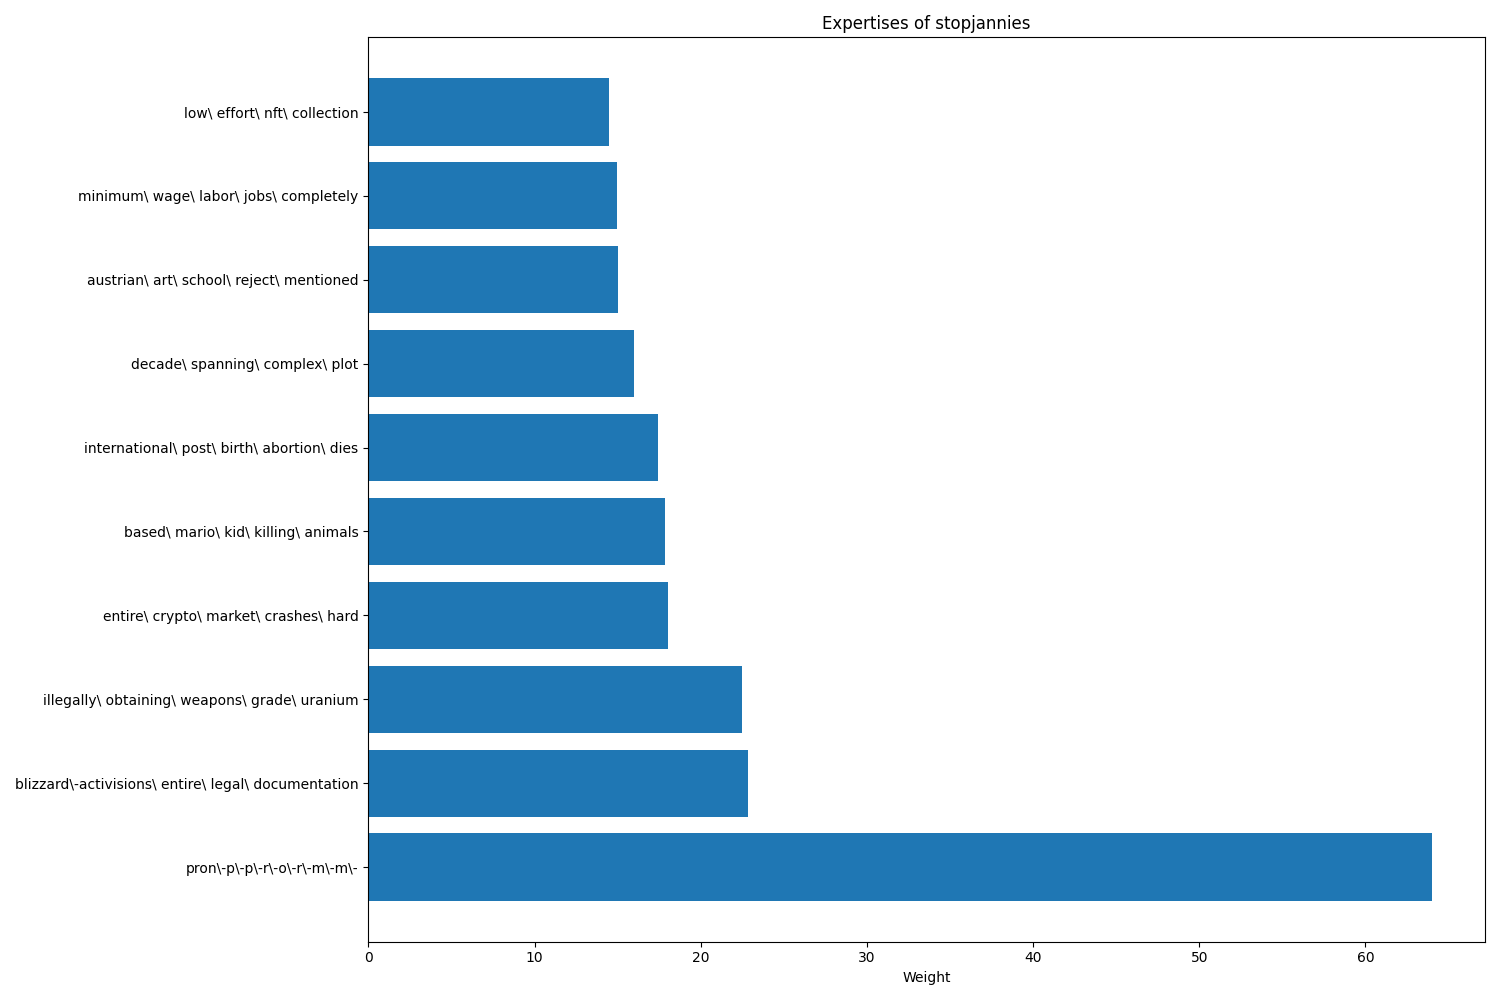 Expertises of stopjannies
low\ effort\ nft\ collection
minimum\ wage\ labor\ jobs\ completely
austrian\ art\ school\ reject\ mentioned
decade\ spanning\ complex\ plot
international\ post\ birth\ abortion\ dies
based\ mario\ kid\ killing\ animals
entire\ crypto\ market\ crashes\ hard
illegally\ obtaining\ weapons\ grade\ uranium
blizzard\-activisions\ entire\ legal\ documentation
pron\-p\-p\-r\-o\-r\-m\-m\-
0 10 20 30 40 50 60
Weight